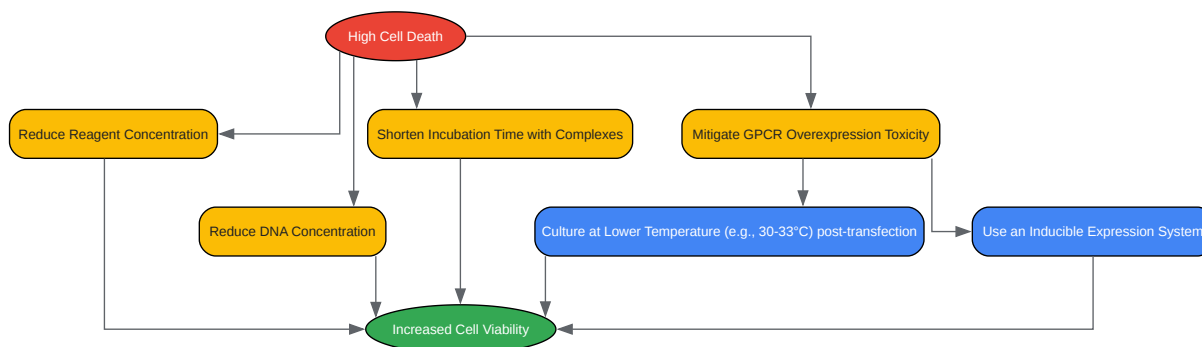 High Cell Death
Reduce Reagent Concentration
Shorten Incubation Time with Complexes
Mitigate GPCR Overexpression Toxicity
Reduce DNA Concentration
Culture at Lower Temperature (e.g., 30-33°C) post-transfection
Use an Inducible Expression System
Increased Cell Viability